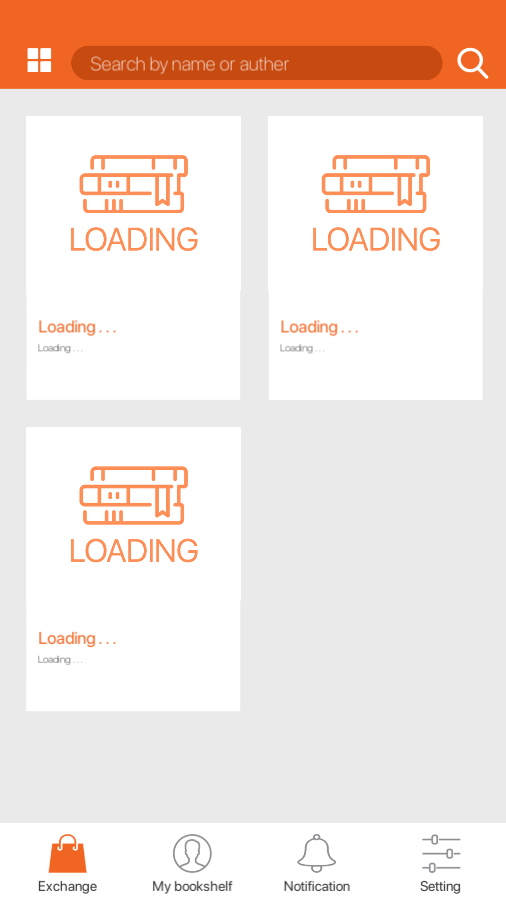 Search by name or auther
LOADING
LOADING
Loading . . .
Loading . . .
Loading . . .
Loading . . .
LOADING
Loading . . .
Loading . . .
Exchange
My bookshelf
Notification
Setting